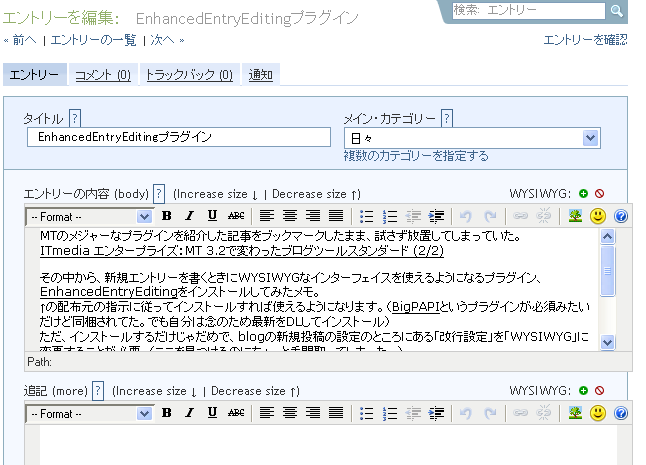 エントリーを編集: EnhancedEntryEditingプラグイン
検索: エントリー
« 前へ | エントリーの一覧 | 次へ »
エントリーを確認
エントリー コメント (0) トラックバック (0) 通知
タイトル ?
メイン・カテゴリー ?
EnhancedEntryEditingプラグイン
日々
複数のカテゴリーを指定する
エントリーの内容 (body) ? (Increase size ↓ | Decrease size ↑) WYSIWYG:
-- Format -- B I U ABC
MTのメジャーなプラグインを紹介した記事をブックマークしたまま、試さず放置してしまっていた。
ITmedia エンタープライズ:MT 3.2で変わったブログツールスタンダード (2/2)
その中から、新規エントリーを書くときにWYSIWYGなインターフェイスを使えるようになるプラグイン、
EnhancedEntryEditingをインストールしてみたメモ。
↑の配布元の指示に従ってインストールすれば使えるようになります。(BigPAPIというプラグインが必須みたい
だけど同梱されてた。でも自分は念のため最新をDLしてインストール)
ただ、インストールするだけじゃだめで、blogの新規投稿の設定のところにある「改行設定」を「WYSIWYG」に
Path:
追記 (more) ? (Increase size ↓ | Decrease size ↑) WYSIWYG:
-- Format -- B I U ABC